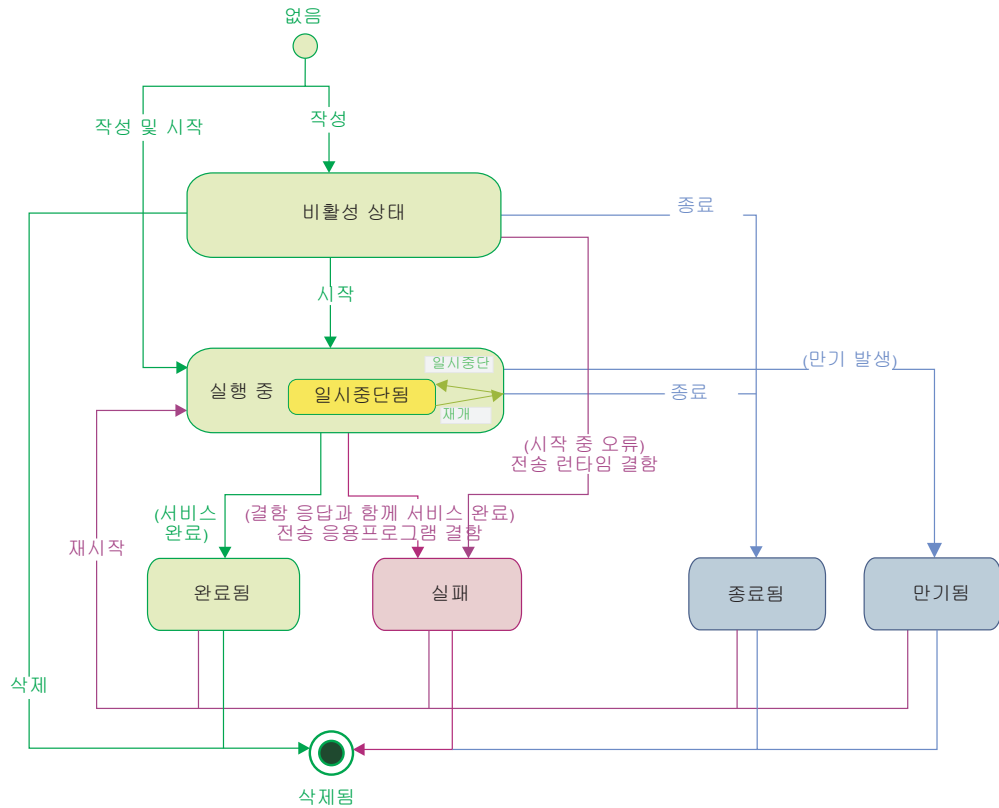 없음
작성 및 시작
작성
비활성 상태
종료
시작
일시중단
(만기 발생)
실행 중
일시중단됨
종료
재개
(시작 중 오류)
전송 런타임 결함
(서비스
완료)
(결함 응답과 함께 서비스 완료)
전송 응용프로그램 결함
재시작
완료됨
실패
종료됨
만기됨
삭제
삭제됨